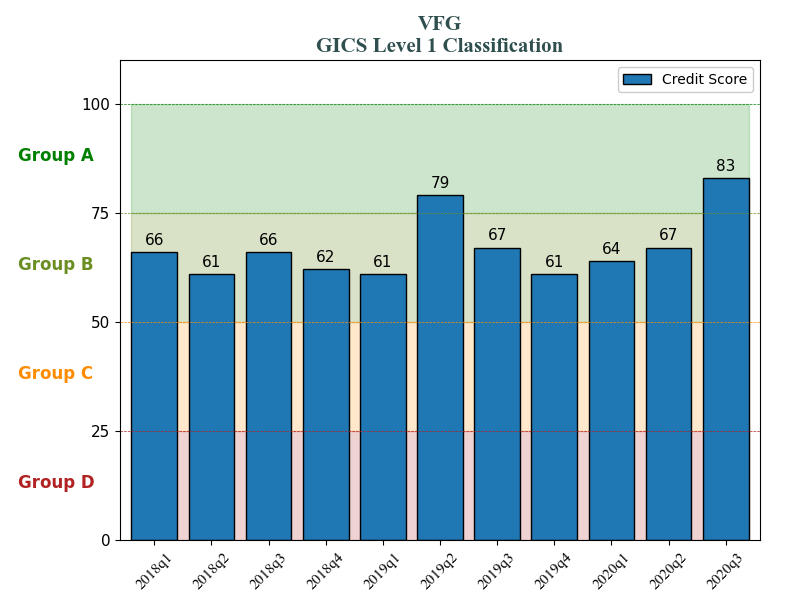 VFG
GICS Level 1 Classification
Credit Score
100
Group A
83
79
75
66
61
66
62
61
67
61
64
67
Group B
50
Group C
25
Group D
0
2018q1
2018q2
2018q3
2018q4
2019q1
2019q2
2019q3
2019q4
2020q1
2020q2
2020q3